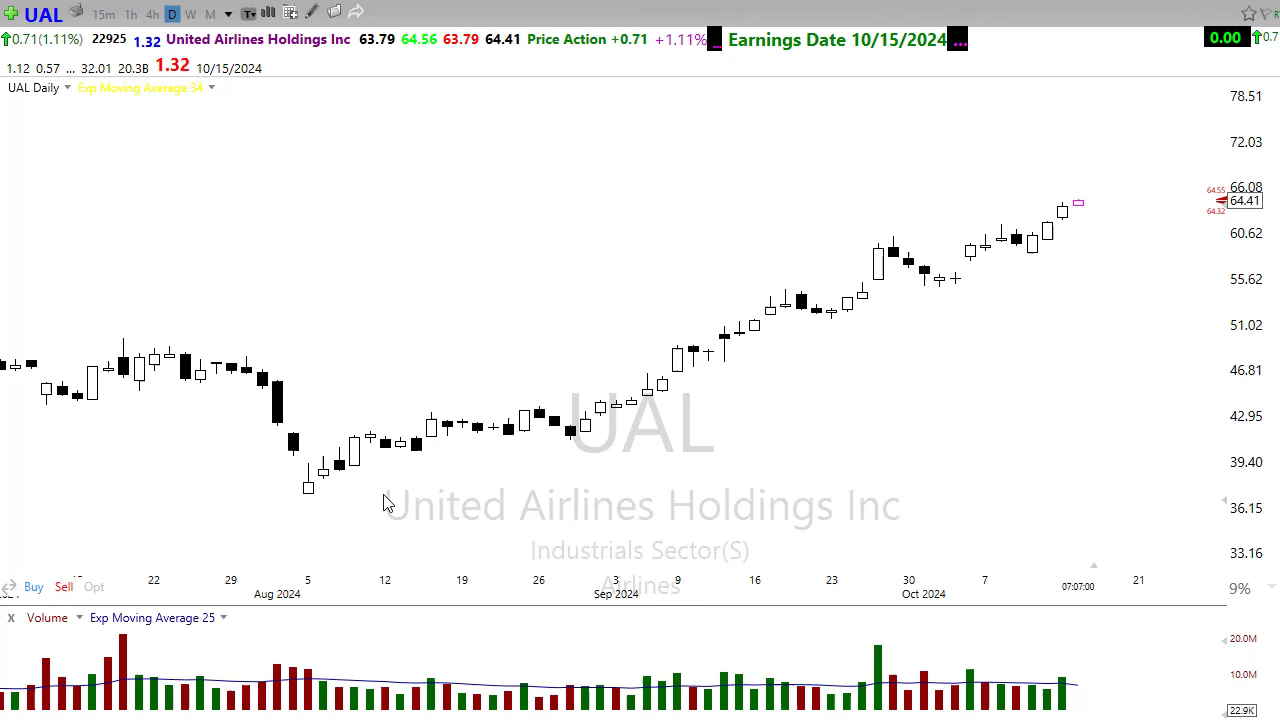 UAL 15m 1h 4h D W M T
0.71(1.11%) 22925 1.32 United Airlines Holdings Inc 63.79 64.56 63.79 64.41 Price Action +0.71 +1.11% ... Earnings Date 10/15/2024 ... 0.00 0.7
1.12 0.57 ... 32.01 20.3B 1.32 10/15/2024
UAL Daily Exp Moving Average 34
78.51
72.03
66.08
64.55
64.41
64.32
60.62
55.62
51.02
46.81
42.95
39.40
36.15
33.16
UAL
United Airlines Holdings Inc
Industrials Sector(S)
Airlines
22 29 5 12 19 26 3 9 16 23 30 7 21
Aug 2024 Sep 2024 Oct 2024 07:07:00
Buy Sell Opt 9%
X Volume Exp Moving Average 25
20.0M
10.0M
22.9K